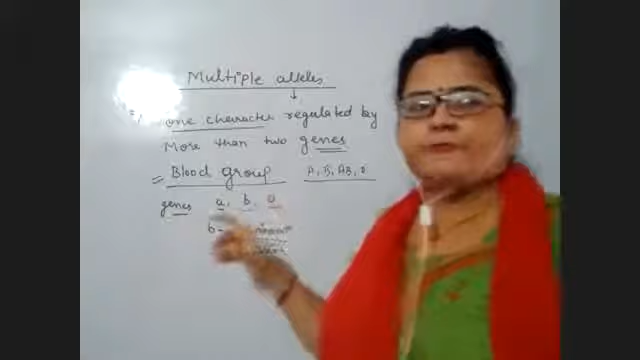 Multiple alleles
one character regulated by
More than two genes
= Blood group A, B, AB, O
genes a, b, o
b-